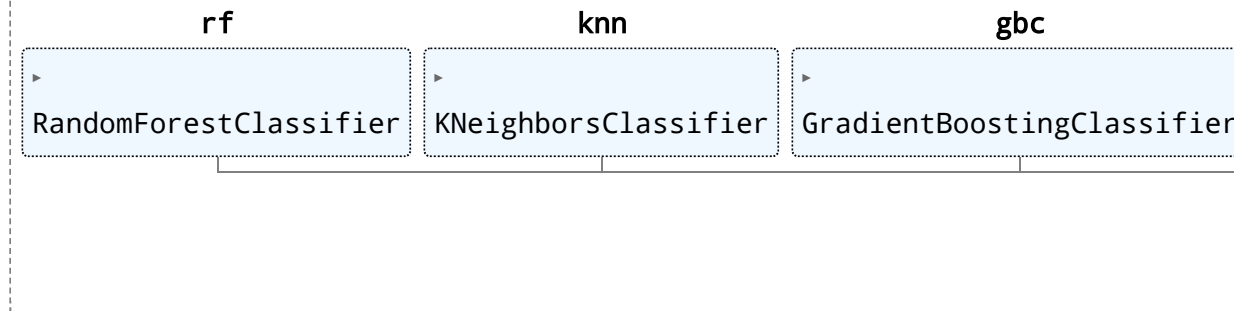 rf knn gbc
▸ ▸ ▸
RandomForestClassifier KNeighborsClassifier GradientBoostingClassifier